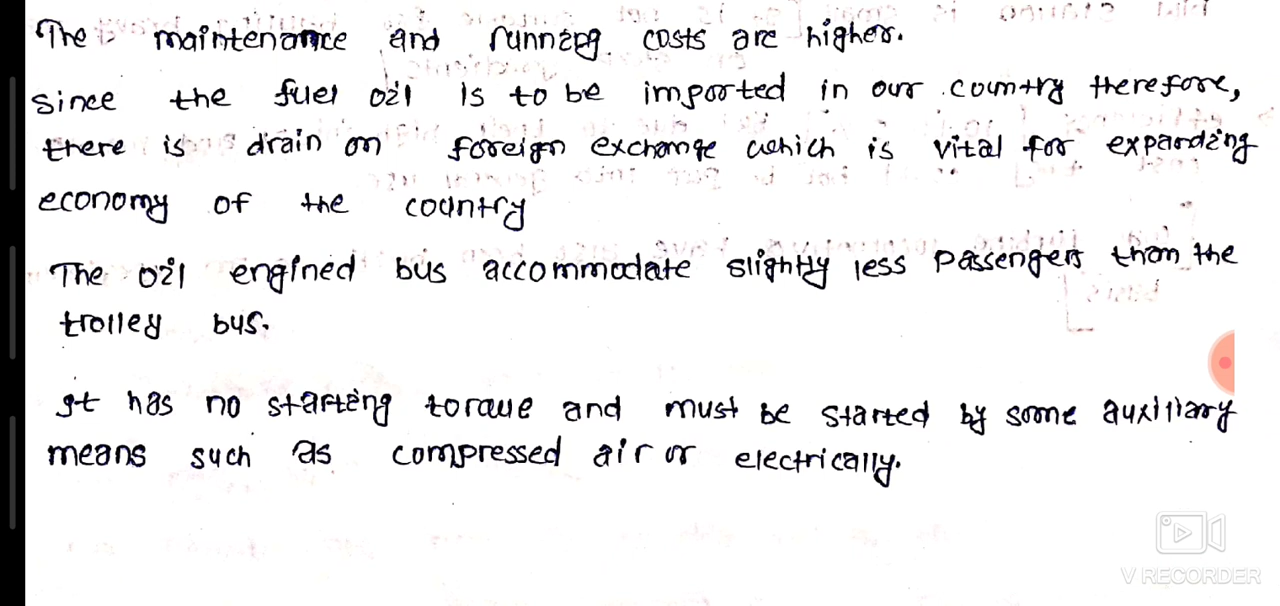 The maintenance and running costs are higher.
since the fuel oil is to be imported in our country therefore,
there is drain on foreign exchange which is vital for expanding
economy of the country
The oil engined bus accommodate slightly less passengers than the
trolley bus.
It has no starting torque and must be started by some auxiliary
means such as compressed air or electrically.
V RECORDER